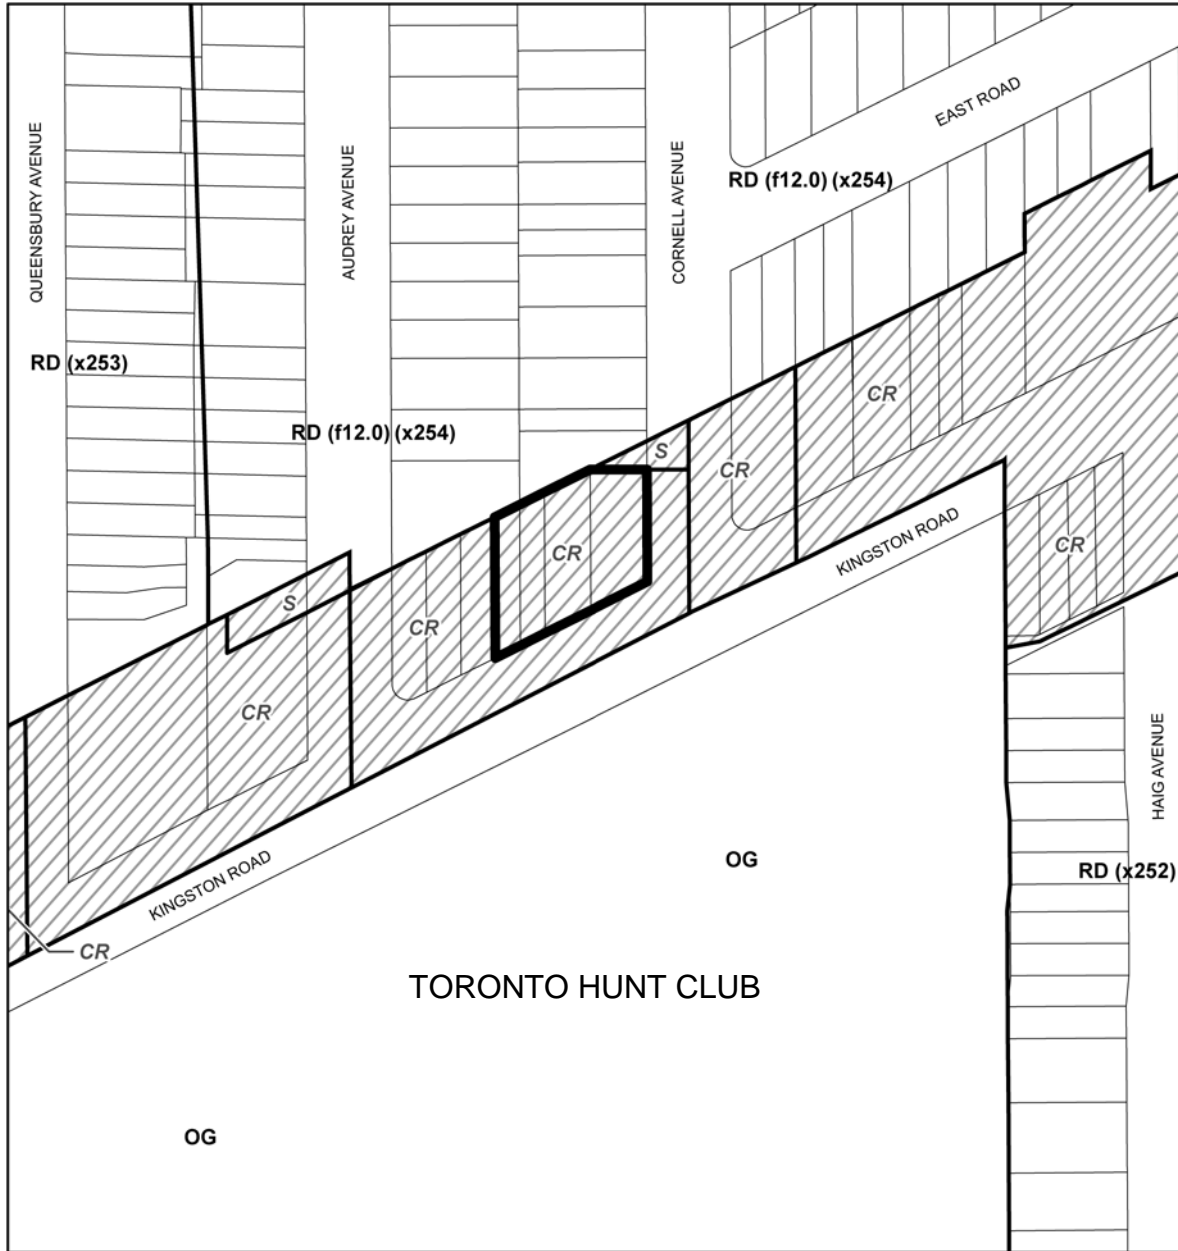 EAST ROAD
QUEENSBURY AVENUE
AUDREY AVENUE
CORNELL AVENUE
RD (f12.0) (x254)
RD (x253)
CR
RD (f12.0) (x254)
S
CR
KINGSTON ROAD
CR
CR
S
CR
CR
HAIG AVENUE
OG
RD (x252)
KINGSTON ROAD
CR
TORONTO HUNT CLUB
OG